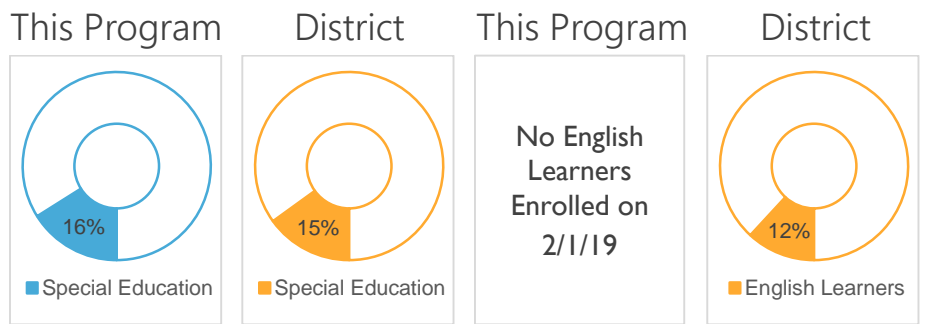 This Program
District
This Program
District
16%
Special Education
15%
Special Education
No English
Learners
Enrolled on
2/1/19
12%
English Learners